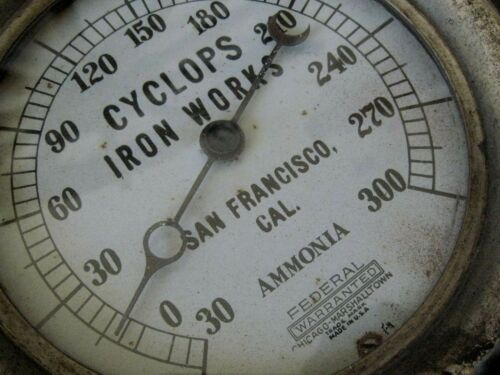 30
0
30
60
90
120
150
180
210
240
270
300
CYCLOPS
IRON WORKS
SAN FRANCISCO,
CAL.
AMMONIA
FEDERAL
WARRANTED
CHICAGO-MARSHALLTOWN
MADE IN U.S.A